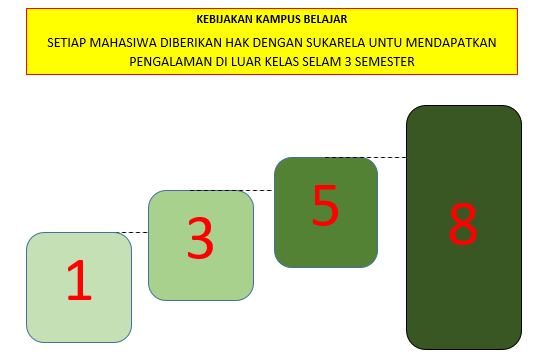 KEBIJAKAN KAMPUS BELAJAR
SETIAP MAHASIWA DIBERIKAN HAK DENGAN SUKARELA UNTU MENDAPATKAN
PENGALAMAN DI LUAR KELAS SELAM 3 SEMESTER
1
3
5
8